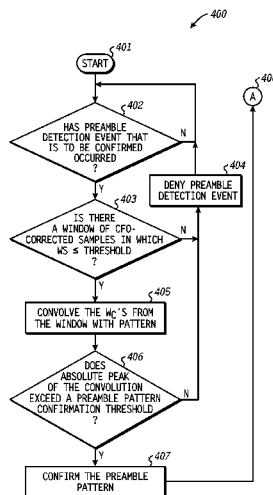 400
401
START
402
HAS PREAMBLE
DETECTION EVENT THAT
IS TO BE CONFIRMED
OCCURRED
?
N
Y
404
DENY PREAMBLE
DETECTION EVENT
403
IS THERE
A WINDOW OF CFO-
CORRECTED SAMPLES IN WHICH
WS ≤ THRESHOLD
?
N
Y
405
CONVOLVE THE WC'S FROM
THE WINDOW WITH PATTERN
406
DOES
ABSOLUTE PEAK
OF THE CONVOLUTION
EXCEED A PREAMBLE PATTERN
CONFIRMATION THRESHOLD
?
N
Y
407
CONFIRM THE PREAMBLE
PATTERN
A